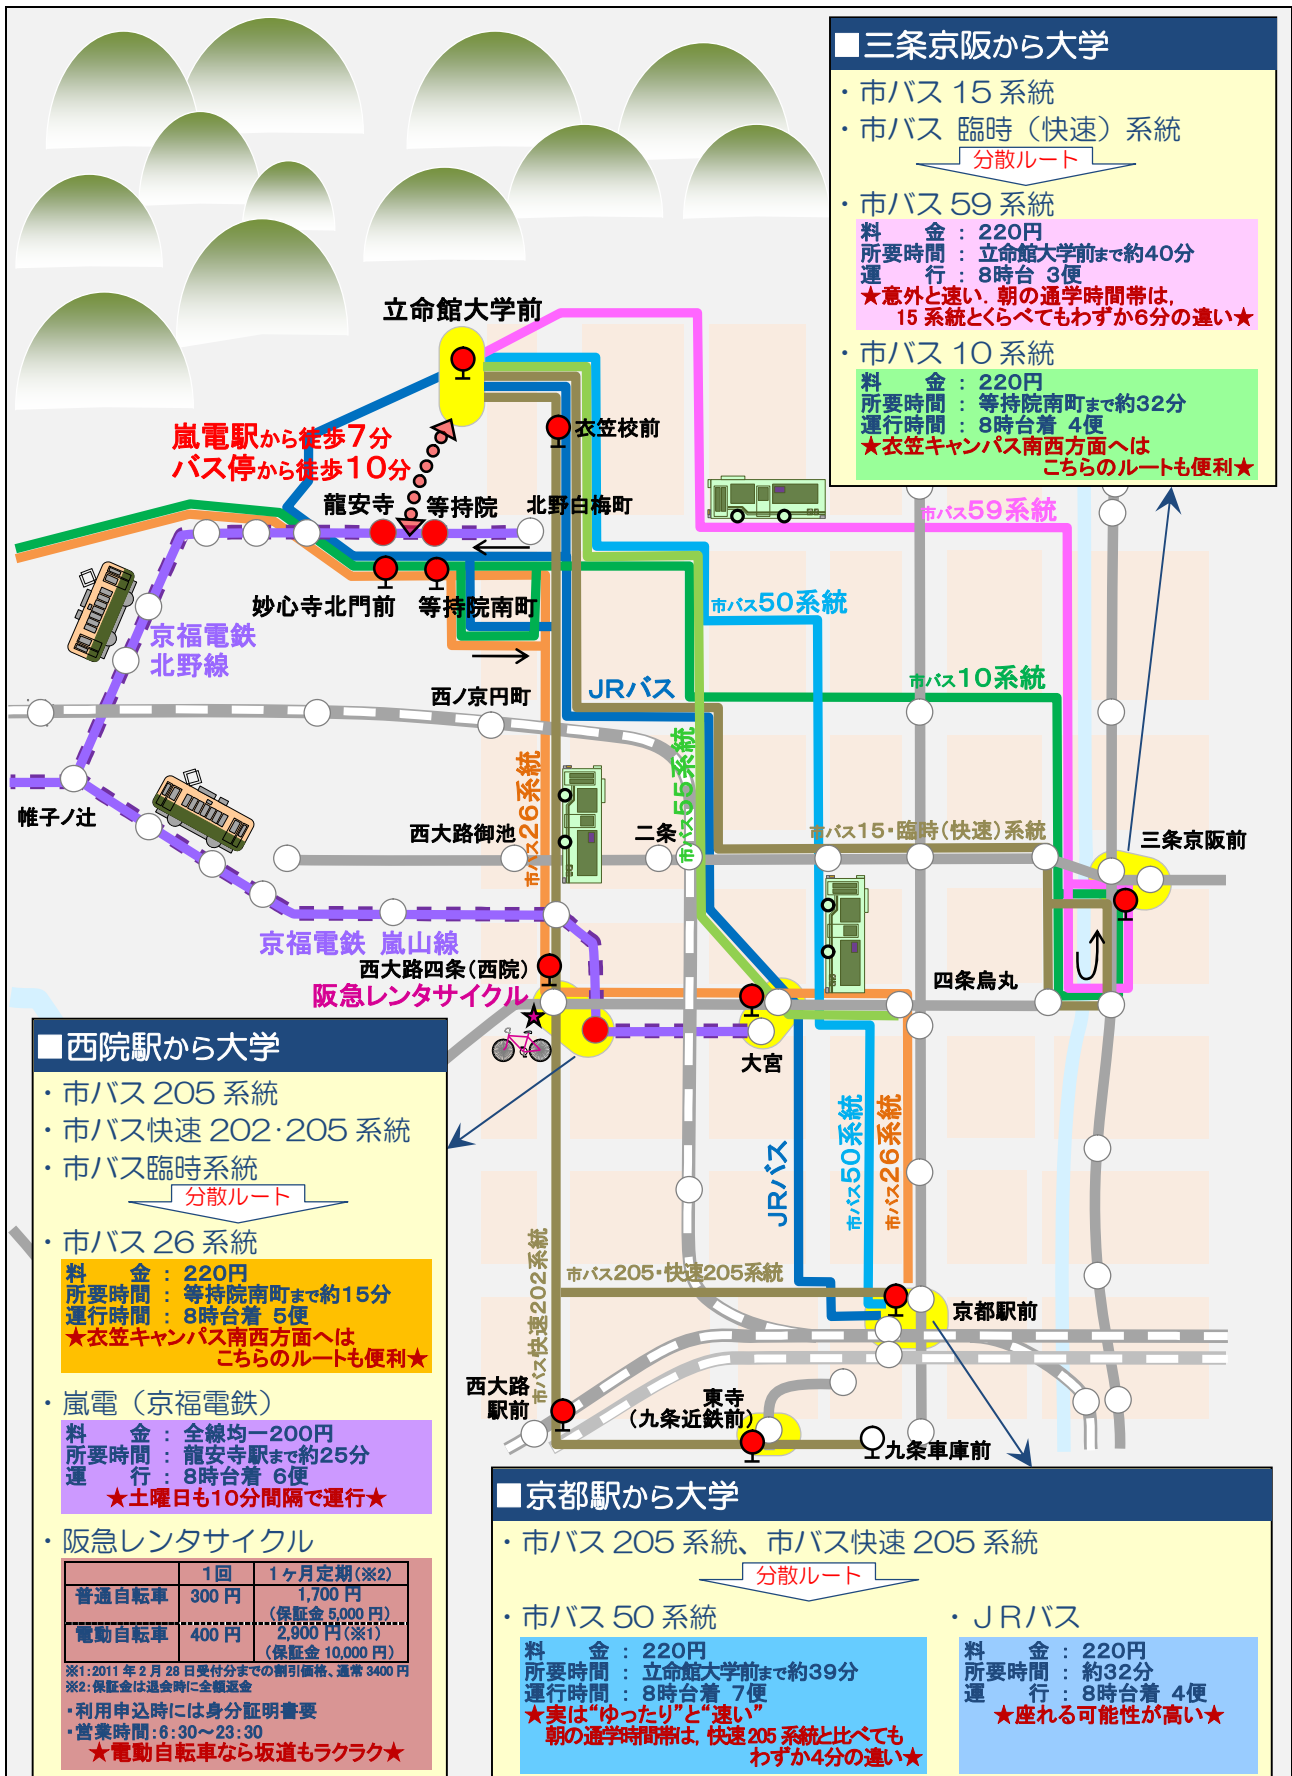 ■三条京阪から大学
・市バス 15 系統
・市バス 臨時（快速）系統
分散ルート
・市バス 59 系統
料　　金 ： 220円
所要時間 ： 立命館大学前まで約40分
運　　行 ： 8時台 3便
★意外と速い．朝の通学時間帯は，
15 系統とくらべてもわずか6分の違い★
・市バス 10 系統
料　　金 ： 220円
所要時間 ： 等持院南町まで約32分
運行時間 ： 8時台着 4便
★衣笠キャンパス南西方面へは
こちらのルートも便利★
立命館大学前
衣笠校前
嵐電駅から徒歩7分
バス停から徒歩10分
龍安寺
等持院
北野白梅町
市バス59系統
妙心寺北門前
等持院南町
市バス50系統
京福電鉄
北野線
西ノ京円町
JRバス
市バス10系統
市バス26系統
市バス55系統
帷子ノ辻
西大路御池
二条
市バス15・臨時（快速）系統
三条京阪前
京福電鉄 嵐山線
西大路四条（西院）
阪急レンタサイクル
四条烏丸
大宮
JRバス
市バス50系統
市バス26系統
市バス快速202系統
市バス205・快速205系統
京都駅前
西大路
駅前
東寺
（九条近鉄前）
九条車庫前
■西院駅から大学
・市バス 205 系統
・市バス快速 202・205 系統
・市バス臨時系統
分散ルート
・市バス 26 系統
料　　金 ： 220円
所要時間 ： 等持院南町まで約15分
運行時間 ： 8時台着 5便
★衣笠キャンパス南西方面へは
こちらのルートも便利★
・嵐電（京福電鉄）
料　　金 ： 全線均一200円
所要時間 ： 龍安寺駅まで約25分
運　　行 ： 8時台着 6便
★土曜日も10分間隔で運行★
・阪急レンタサイクル
1回　1ヶ月定期（※2）
普通自転車　300 円　1,700 円
（保証金 5,000 円）
電動自転車　400 円　2,900 円（※1）
（保証金 10,000 円）
※1：2011 年 2 月 28 日受付分までの割引価格、通常 3400 円
※2：保証金は退会時に全額返金
・利用申込時には身分証明書要
・営業時間：6：30～23：30
★電動自転車なら坂道もラクラク★
■京都駅から大学
・市バス 205 系統、市バス快速 205 系統
分散ルート
・市バス 50 系統
料　　金 ： 220円
所要時間 ： 立命館大学前まで約39分
運行時間 ： 8時台着 7便
★実は“ゆったり”と“速い”
朝の通学時間帯は，快速 205 系統と比べても
わずか4分の違い★
・ＪＲバス
料　　金 ： 220円
所要時間 ： 約32分
運　　行 ： 8時台着 4便
★座れる可能性が高い★